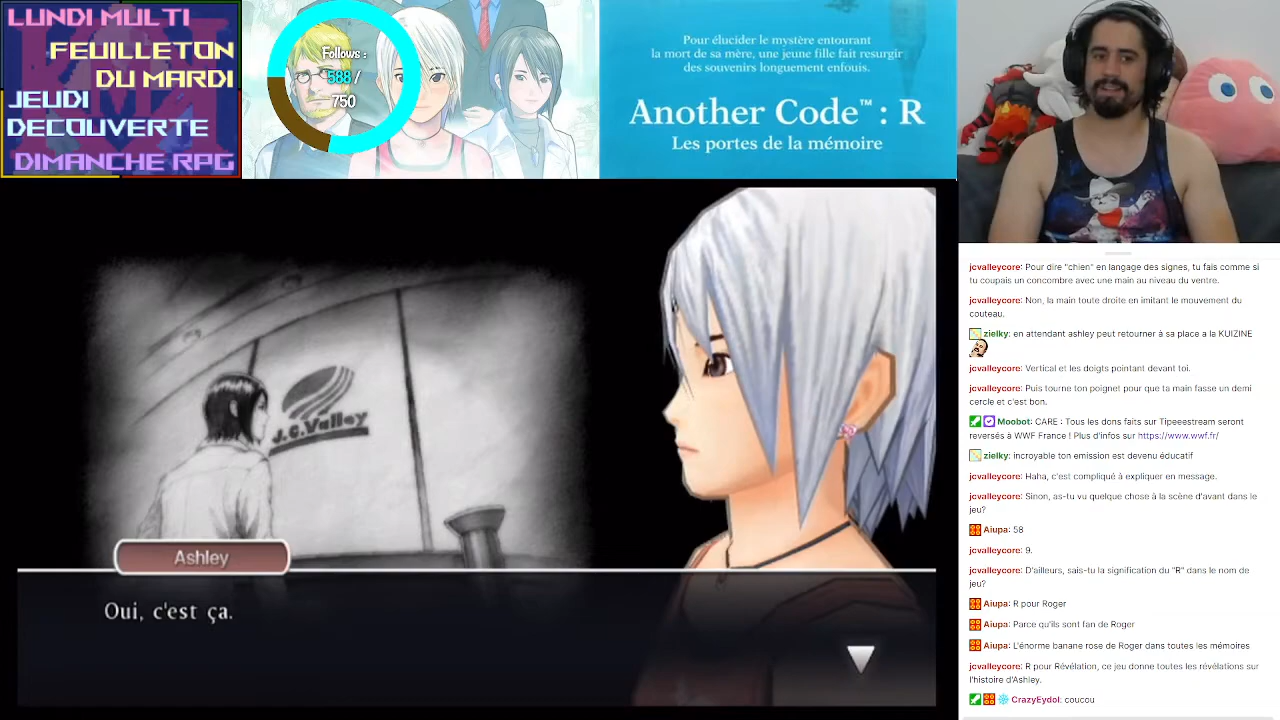 LUNDI MULTI
FEUILLETON
DU MARDI
JEUDI
DECOUVERTE
DIMANCHE RPG
Follows :
588 /
750
Pour élucider le mystère entourant
la mort de sa mère, une jeune fille fait resurgir
des souvenirs longuement enfouis.
Another Code™ : R
Les portes de la mémoire
J.C.Valley
Ashley
Oui, c'est ça.
jcvalleycore: Pour dire "chien" en langage des signes, tu fais comme si
tu coupais un concombre avec une main au niveau du ventre.
jcvalleycore: Non, la main toute droite en imitant le mouvement du
couteau.
zielky: en attendant ashley peut retourner à sa place a la KUIZINE
jcvalleycore: Vertical et les doigts pointant devant toi.
jcvalleycore: Puis tourne ton poignet pour que ta main fasse un demi
cercle et c'est bon.
Moobot: CARE : Tous les dons faits sur Tipeeestream seront
reversés à WWF France ! Plus d'infos sur https://www.wwf.fr/
zielky: incroyable ton emission est devenu éducatif
jcvalleycore: Haha, c'est compliqué à expliquer en message.
jcvalleycore: Sinon, as-tu vu quelque chose à la scène d'avant dans le
jeu?
Aiupa: 58
jcvalleycore: 9.
jcvalleycore: D'ailleurs, sais-tu la signification du "R" dans le nom de
jeu?
Aiupa: R pour Roger
Aiupa: Parce qu'ils sont fan de Roger
Aiupa: L'énorme banane rose de Roger dans toutes les mémoires
jcvalleycore: R pour Révélation, ce jeu donne toutes les révélations sur
l'histoire d'Ashley.
CrazyEydol: coucou